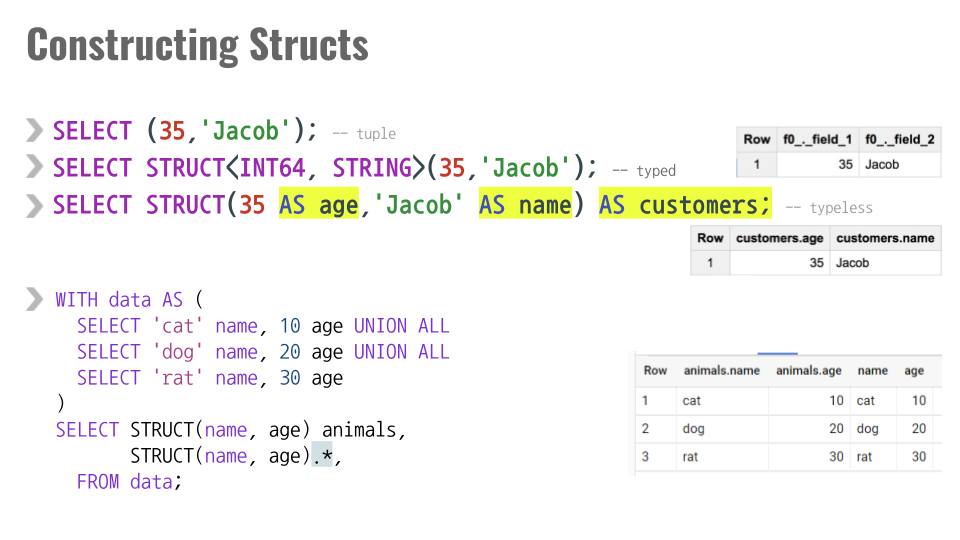 Constructing Structs
SELECT (35,'Jacob'); -- tuple
SELECT STRUCT<INT64, STRING>(35,'Jacob'); -- typed
SELECT STRUCT(35 AS age,'Jacob' AS name) AS customers; -- typeless
Row f0_._field_1 f0_._field_2
1 35 Jacob
Row customers.age customers.name
1 35 Jacob
WITH data AS (
SELECT 'cat' name, 10 age UNION ALL
SELECT 'dog' name, 20 age UNION ALL
SELECT 'rat' name, 30 age
)
SELECT STRUCT(name, age) animals,
STRUCT(name, age).*,
FROM data;
Row animals.name animals.age name age
1 cat 10 cat 10
2 dog 20 dog 20
3 rat 30 rat 30